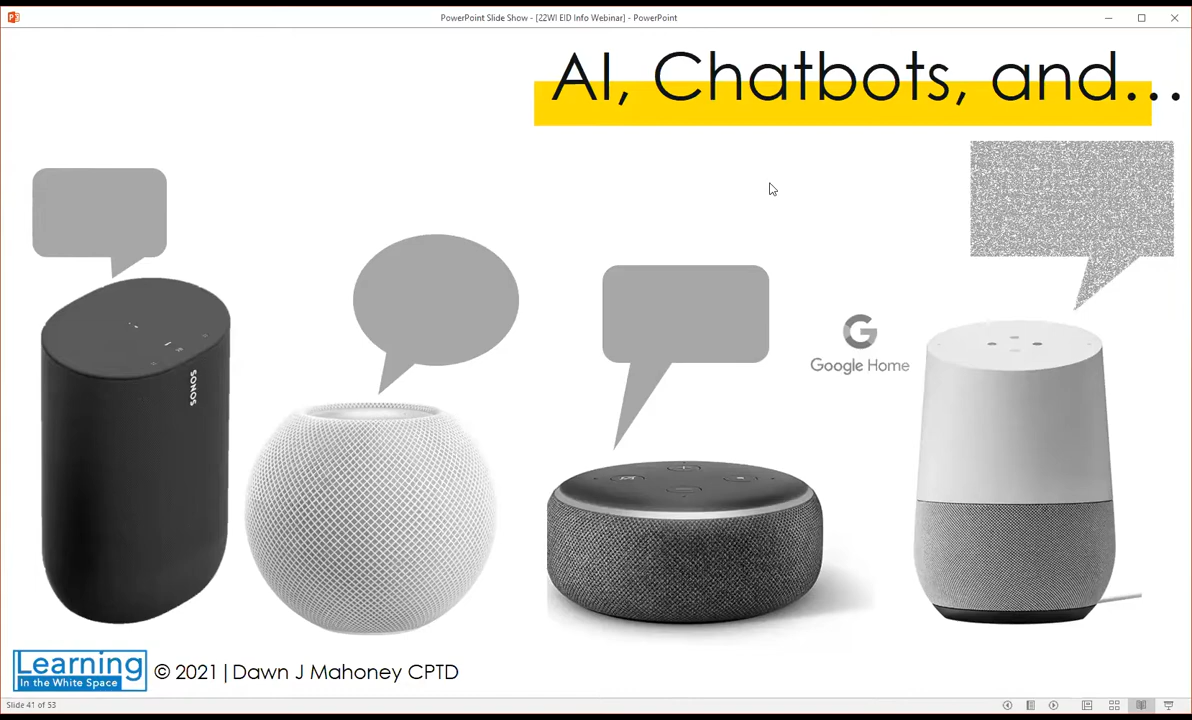 PowerPoint Slide Show - [22WI EID Info Webinar] - PowerPoint
AI, Chatbots, and...
SONOS
G
Google Home
Learning
In the White Space
© 2021 | Dawn J Mahoney CPTD
Slide 41 of 53